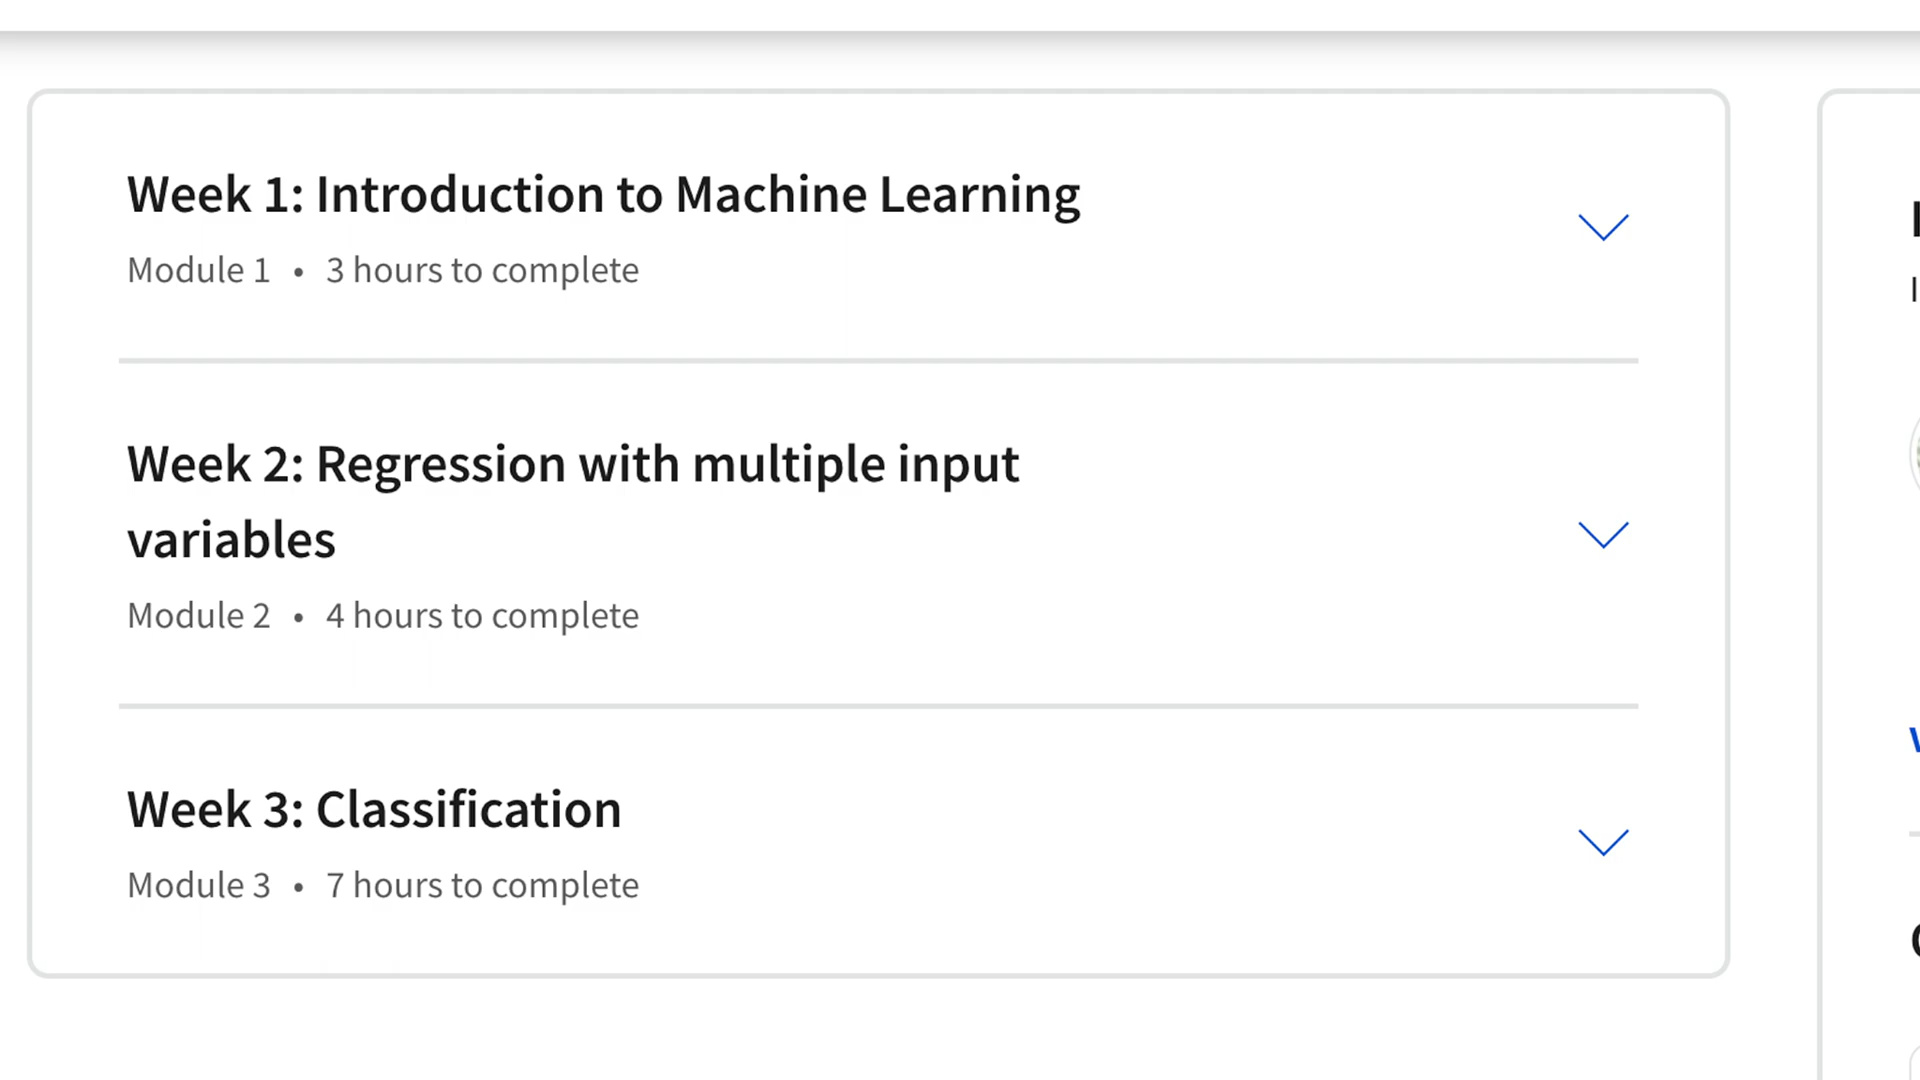 Week 1: Introduction to Machine Learning
Module 1 • 3 hours to complete
Week 2: Regression with multiple input
variables
Module 2 • 4 hours to complete
Week 3: Classification
Module 3 • 7 hours to complete